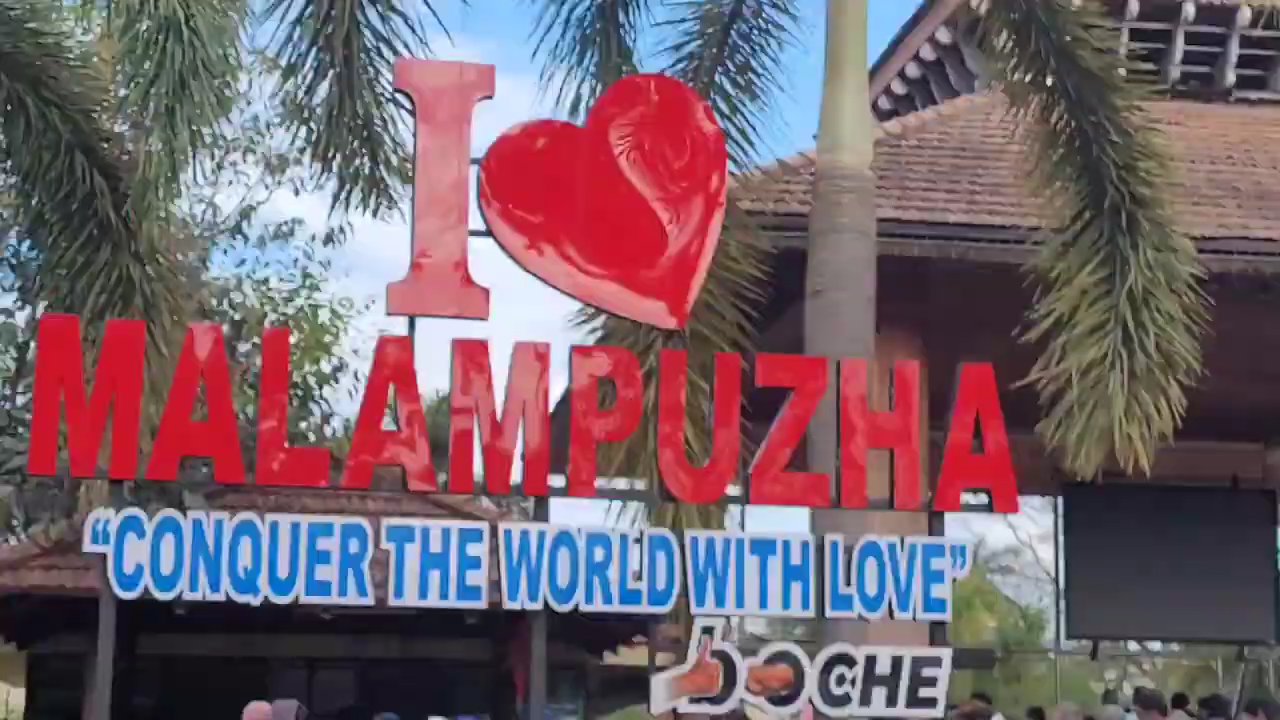 I ❤
MALAMPUZHA
“CONQUER THE WORLD WITH LOVE”
bOCHE